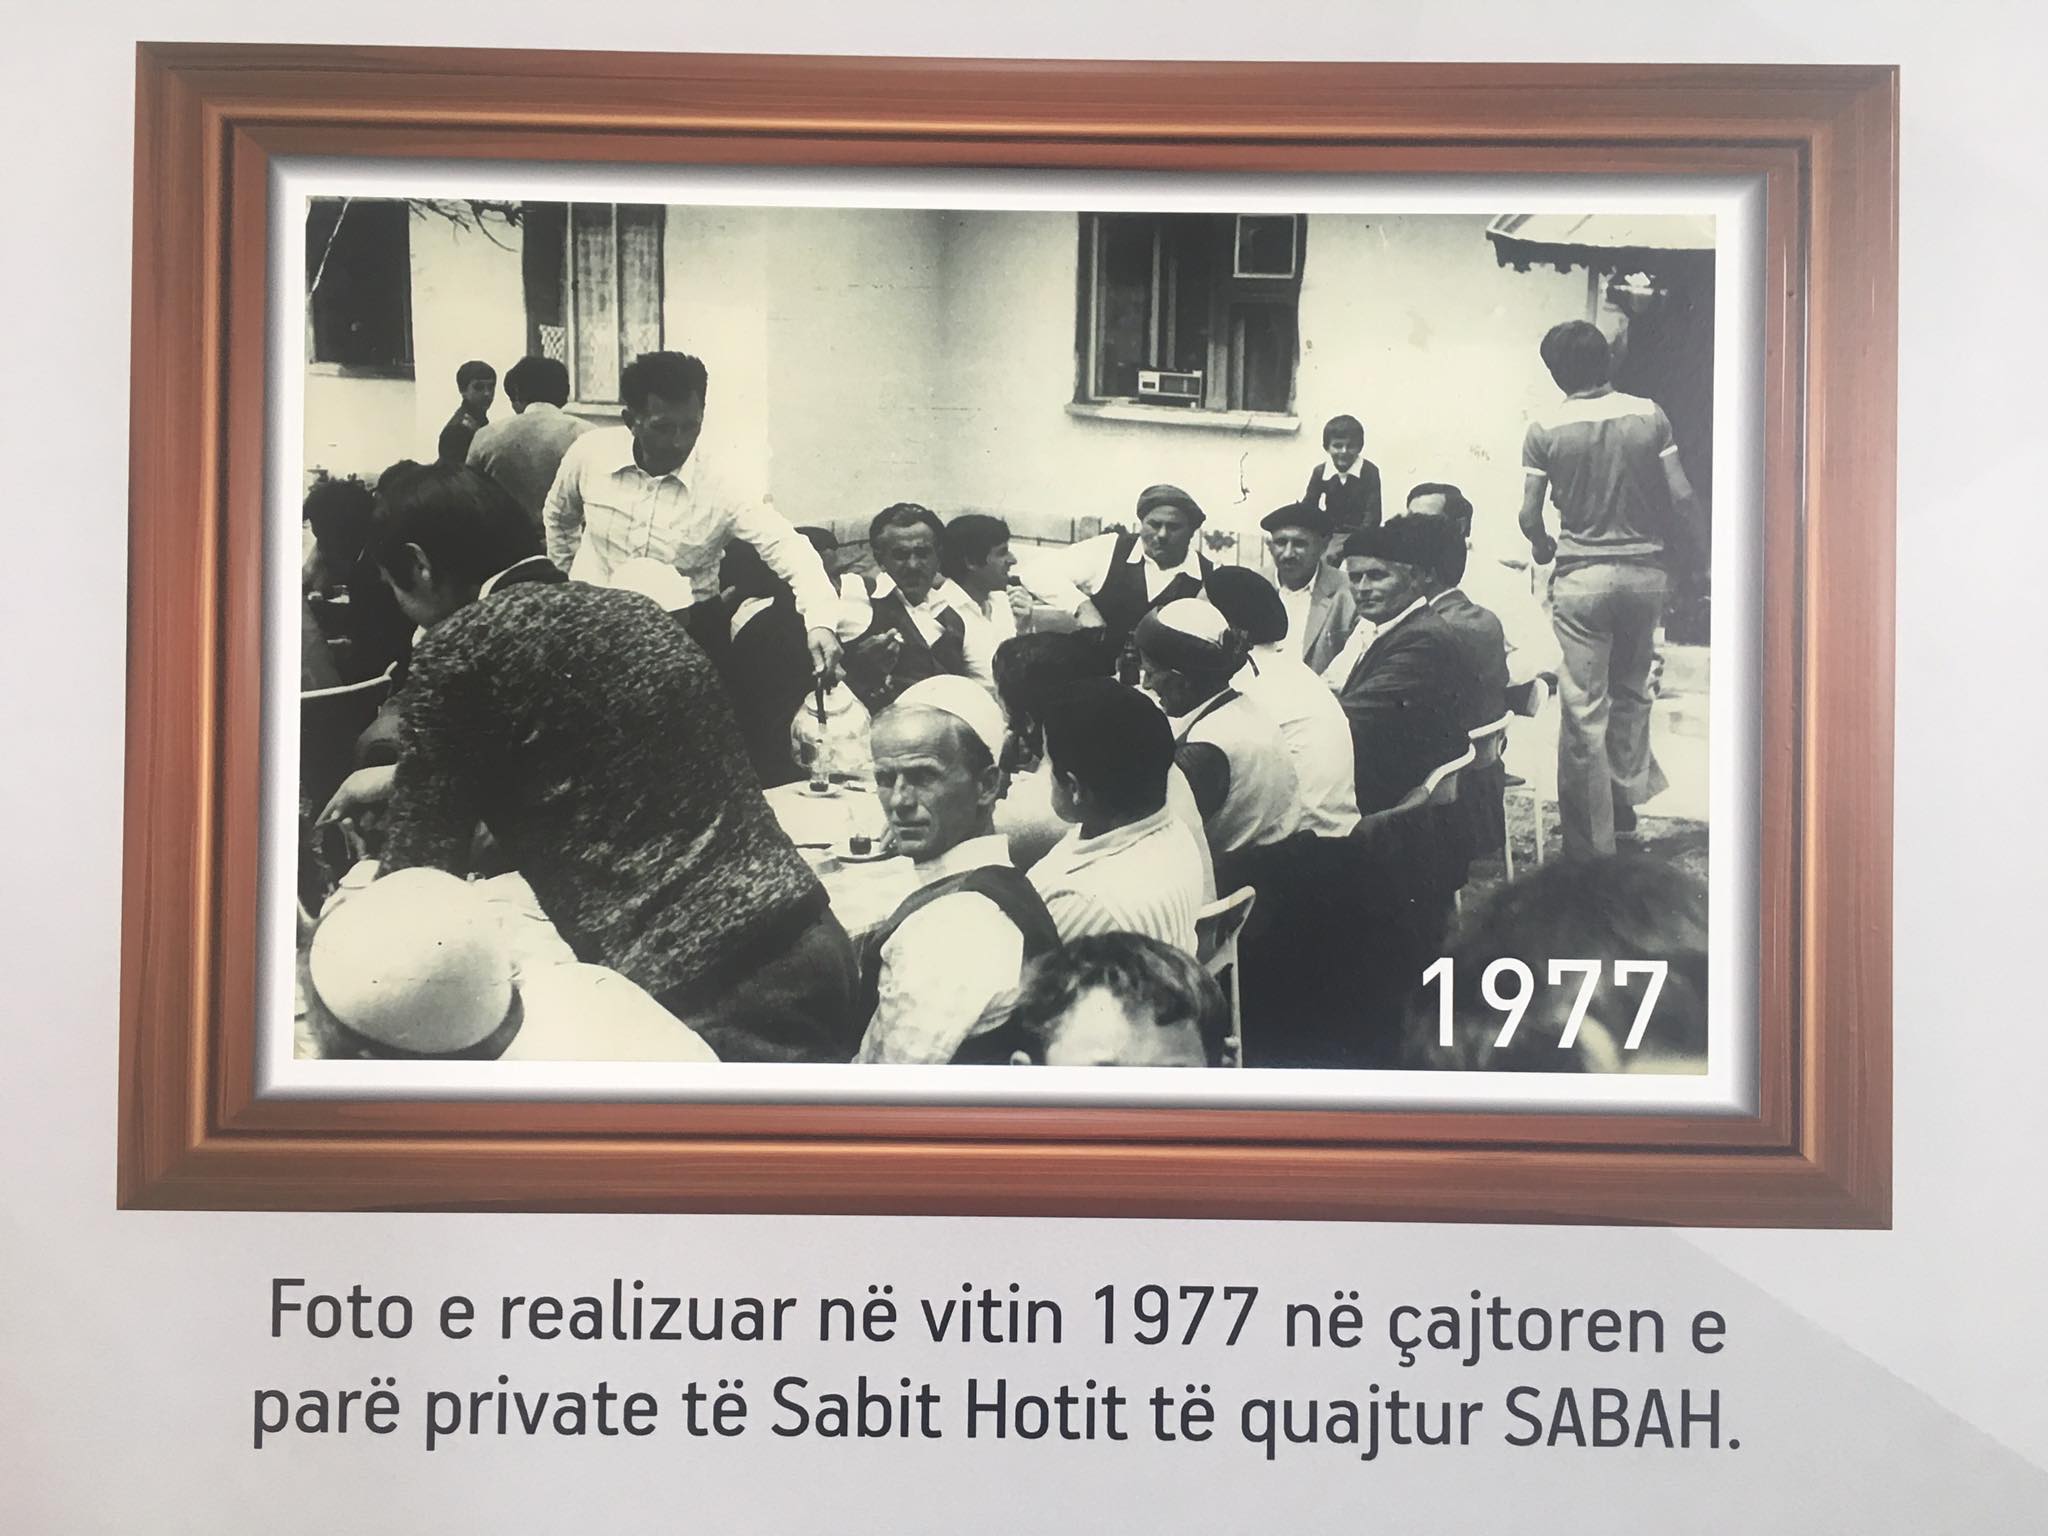 1977
Foto e realizuar në vitin 1977 në çajtoren e
parë private të Sabit Hotit të quajtur SABAH.